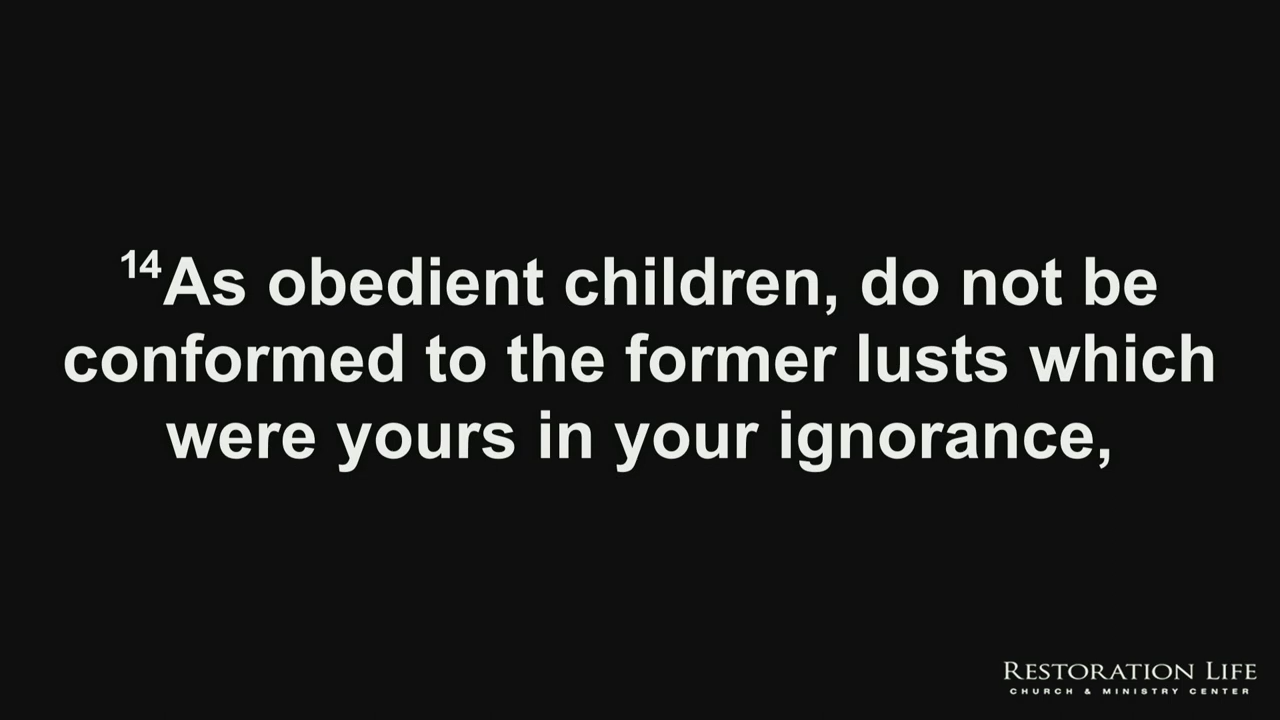 ¹⁴As obedient children, do not be
conformed to the former lusts which
were yours in your ignorance,
RESTORATION LIFE
CHURCH & MINISTRY CENTER